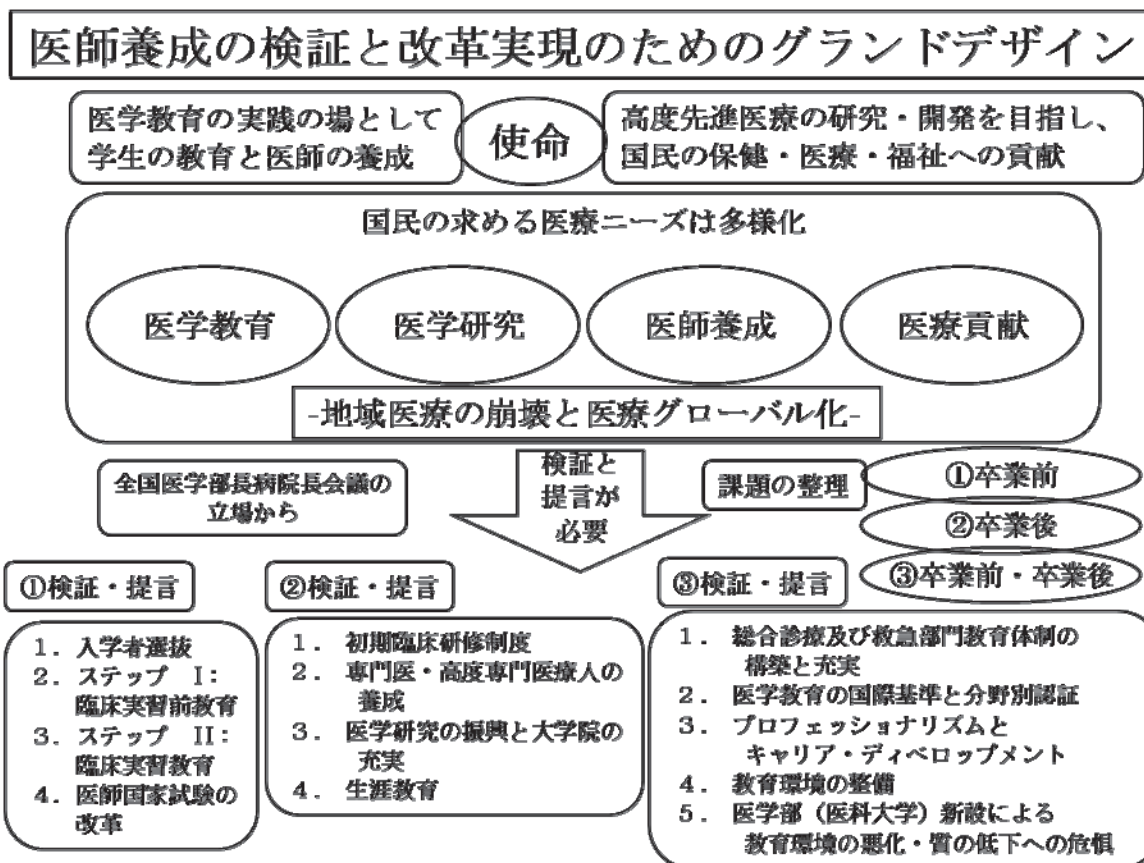 医師養成の検証と改革実現のためのグランドデザイン
医学教育の実践の場として
学生の教育と医師の養成
使命
高度先進医療の研究・開発を目指し、
国民の保健・医療・福祉への貢献
国民の求める医療ニーズは多様化
医学教育
医学研究
医師養成
医療貢献
-地域医療の崩壊と医療グローバル化-
全国医学部長病院長会議の
立場から
検証と
提言が
必要
課題の整理
①卒業前
②卒業後
③卒業前・卒業後
①検証・提言
1. 入学者選抜
2. ステップ I:
臨床実習前教育
3. ステップ II:
臨床実習教育
4. 医師国家試験の
改革
②検証・提言
1. 初期臨床研修制度
2. 専門医・高度専門医療人の
養成
3. 医学研究の振興と大学院の
充実
4. 生涯教育
③検証・提言
1. 総合診療及び救急部門教育体制の
構築と充実
2. 医学教育の国際基準と分野別認証
3. プロフェッショナリズムと
キャリア・ディベロップメント
4. 教育環境の整備
5. 医学部（医科大学）新設による
教育環境の悪化・質の低下への危惧